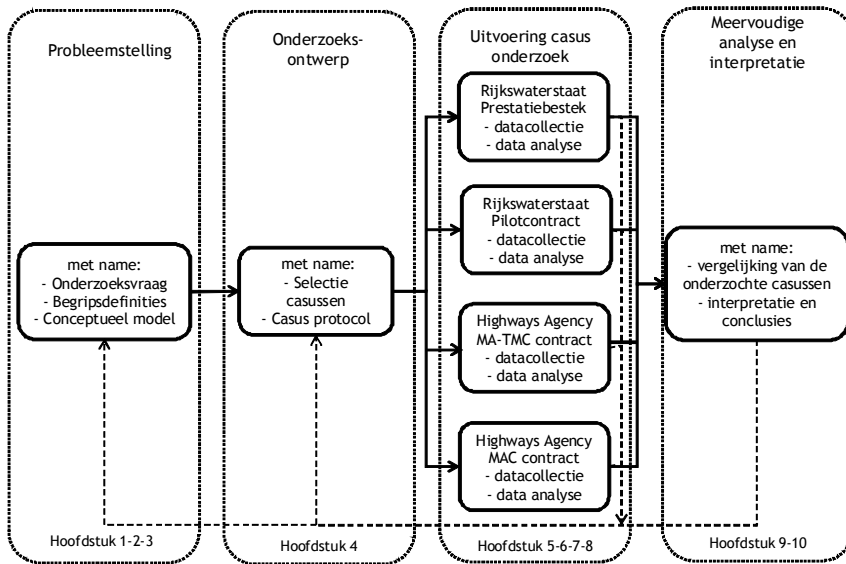 Probleemstelling
met name:
- Onderzoeksvraag
- Begripsdefinities
- Conceptueel model
Hoofdstuk 1-2-3
Onderzoeks-
ontwerp
met name:
- Selectie
casussen
- Casus protocol
Hoofdstuk 4
Uitvoering casus
onderzoek
Rijkswaterstaat
Prestatiebestek
- datacollectie
- data analyse
Rijkswaterstaat
Pilotcontract
- datacollectie
- data analyse
Highways Agency
MA-TMC contract
- datacollectie
- data analyse
Highways Agency
MAC contract
- datacollectie
- data analyse
Hoofdstuk 5-6-7-8
Meervoudige
analyse en
interpretatie
met name:
- vergelijking van de
onderzochte casussen
- interpretatie en
conclusies
Hoofdstuk 9-10